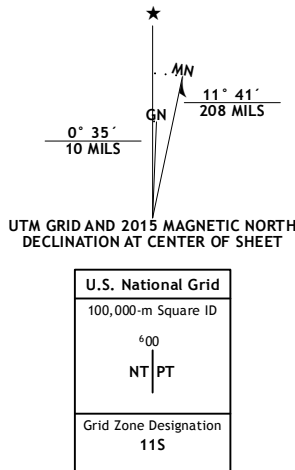 ★
MN
GN
11° 41´
208 MILS
0° 35´
10 MILS
UTM GRID AND 2015 MAGNETIC NORTH
DECLINATION AT CENTER OF SHEET
U.S. National Grid
100,000-m Square ID
⁶00
NT PT
Grid Zone Designation
11S